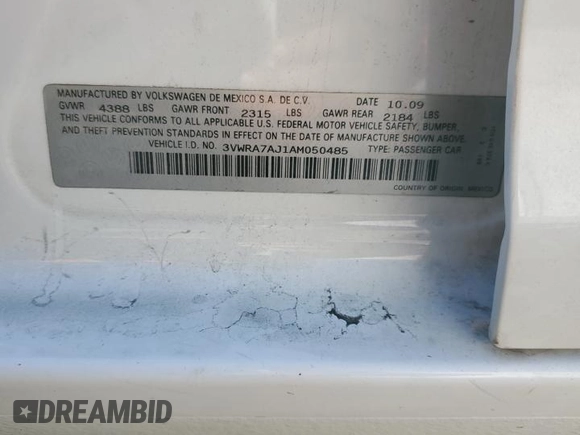 MANUFACTURED BY VOLKSWAGEN DE MEXICO S.A. DE C.V. DATE 10.09
GVWR 4388 LBS GAWR FRONT 2315 LBS GAWR REAR 2184 LBS
THIS VEHICLE CONFORMS TO ALL APPLICABLE U.S. FEDERAL MOTOR VEHICLE SAFETY, BUMPER,
AND THEFT PREVENTION STANDARDS IN EFFECT ON THE DATE OF MANUFACTURE SHOWN ABOVE.
VEHICLE I.D. NO. 3VWRA7AJ1AM050485 TYPE: PASSENGER CAR
COUNTRY OF ORIGIN: MEXICO
DREAMBID